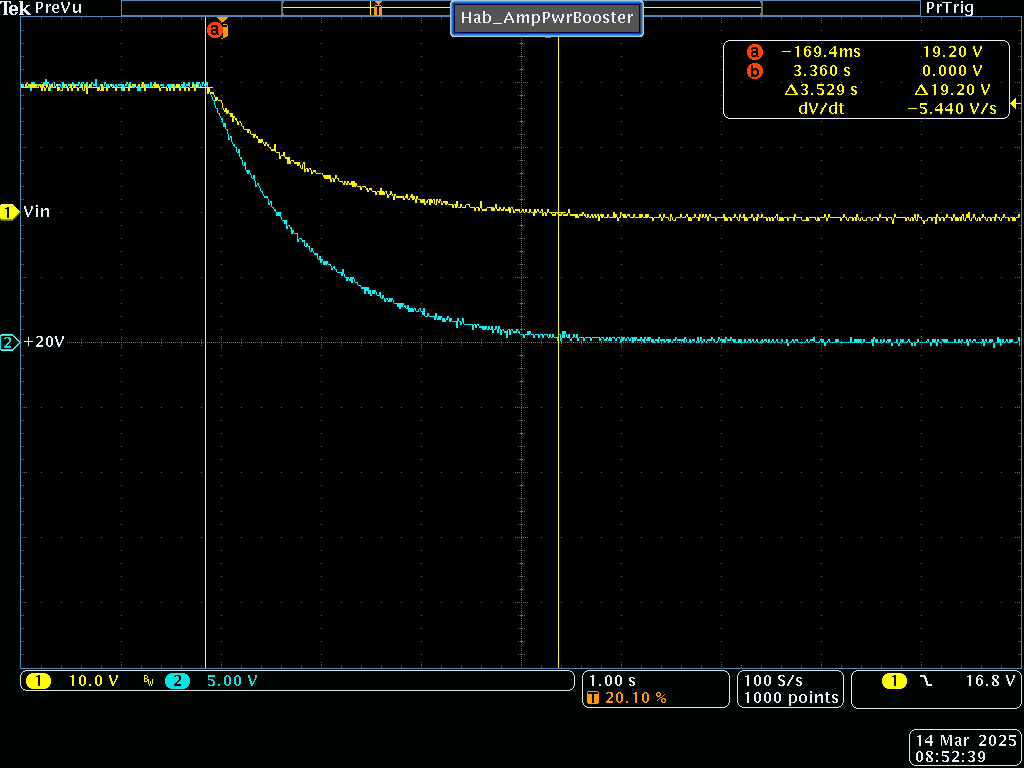 Tek PreVu
Hab_AmpPwrBooster
PrTrig
a
T
a −169.4ms 19.20 V
b 3.360 s 0.000 V
Δ3.529 s Δ19.20 V
dV/dt −5.440 V/s
1 Vin
2 +20V
1 10.0 V BW 2 5.00 V
1.00 s
T 20.10 %
100 S/s
1000 points
1 16.8 V
14 Mar 2025
08:52:39